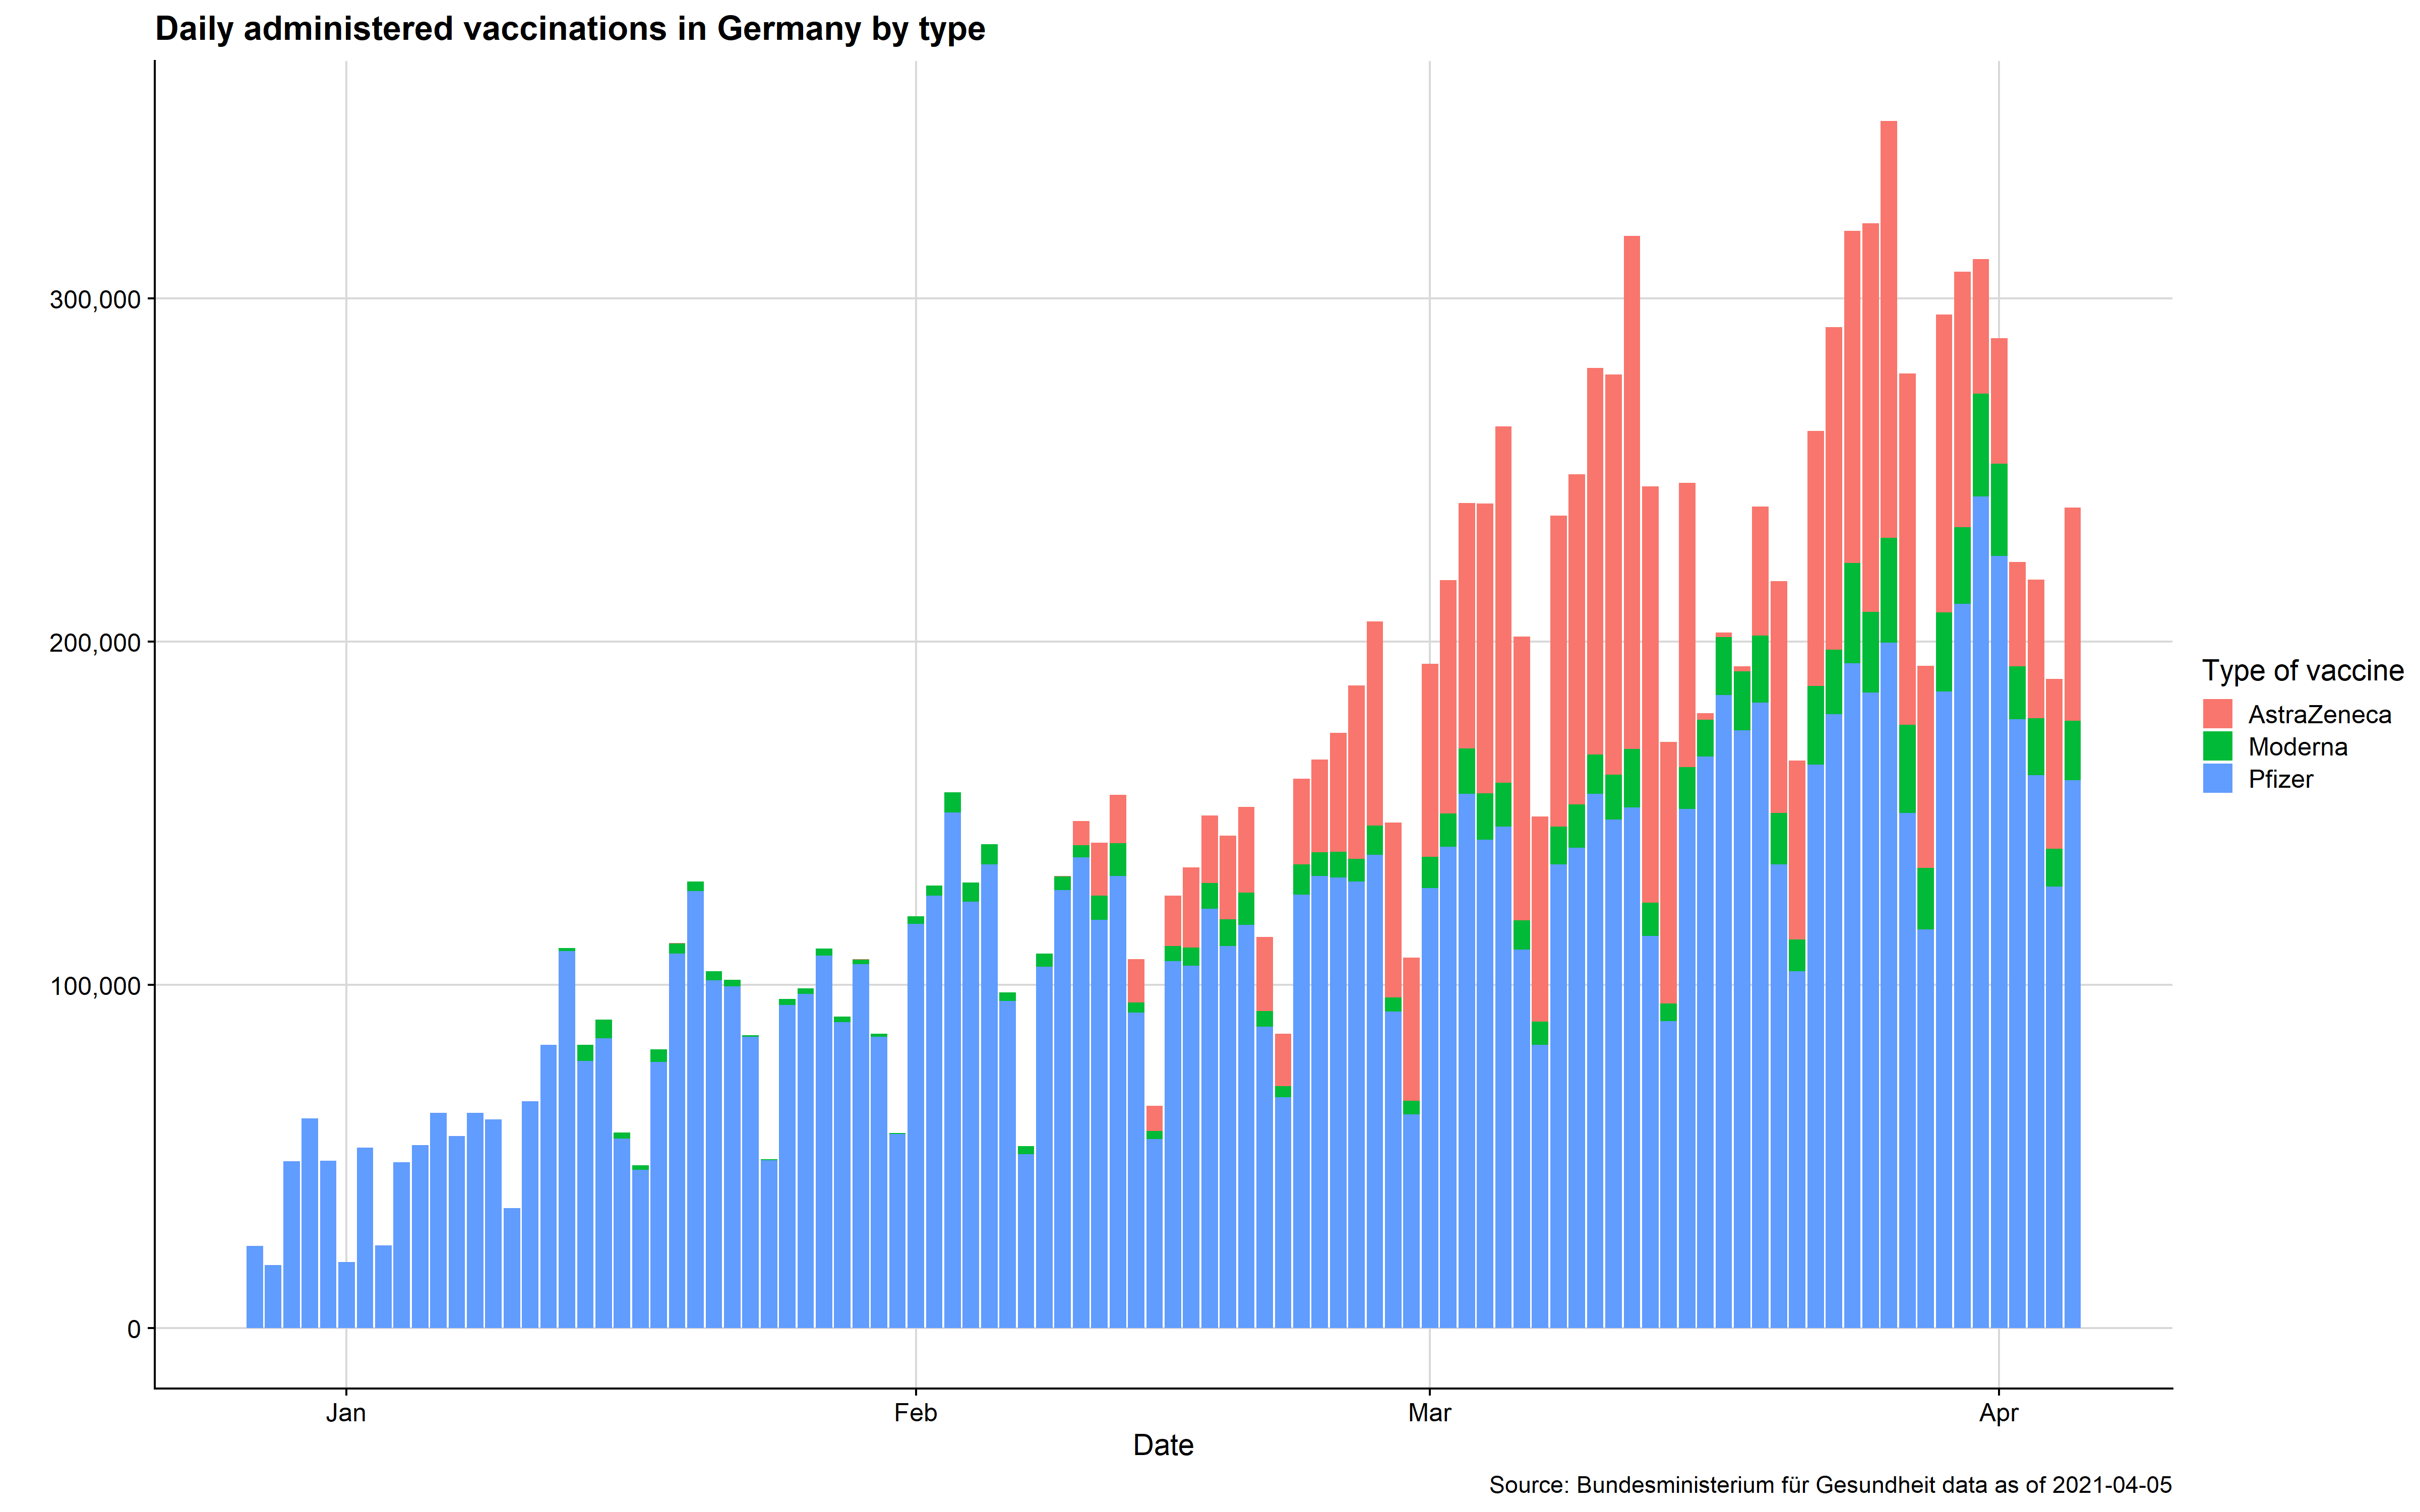 Daily administered vaccinations in Germany by type
300,000
200,000
100,000
0
Jan
Feb
Mar
Apr
Date
Type of vaccine
AstraZeneca
Moderna
Pfizer
Source: Bundesministerium für Gesundheit data as of 2021-04-05